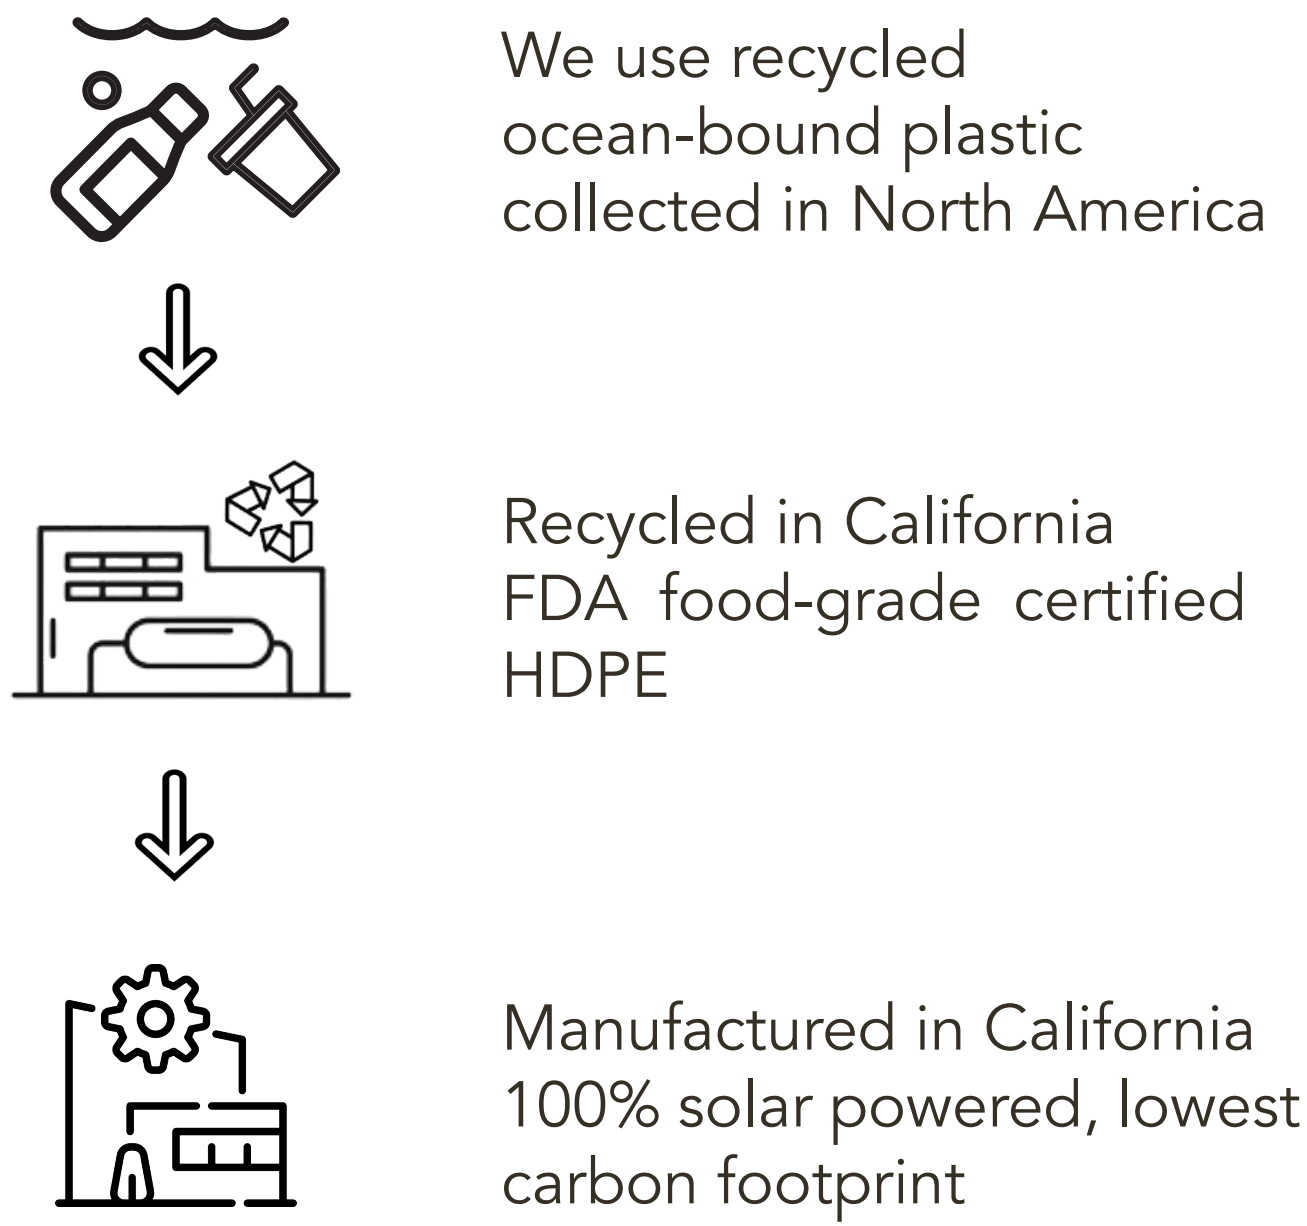 We use recycled
ocean-bound plastic
collected in North America
Recycled in California
FDA food-grade certified
HDPE
Manufactured in California
100% solar powered, lowest
carbon footprint